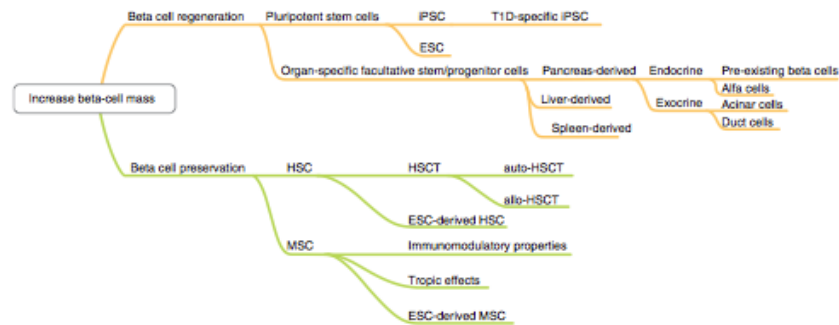 Beta cell regeneration Pluripotent stem cells iPSC T1D-specific iPSC
ESC
Organ-specific facultative stem/progenitor cells Pancreas-derived Endocrine Pre-existing beta cells
Alfa cells
Increase beta-cell mass
Liver-derived Exocrine Acinar cells
Duct cells
Spleen-derived
Beta cell preservation HSC HSCT auto-HSCT
allo-HSCT
ESC-derived HSC
MSC Immunomodulatory properties
Tropic effects
ESC-derived MSC